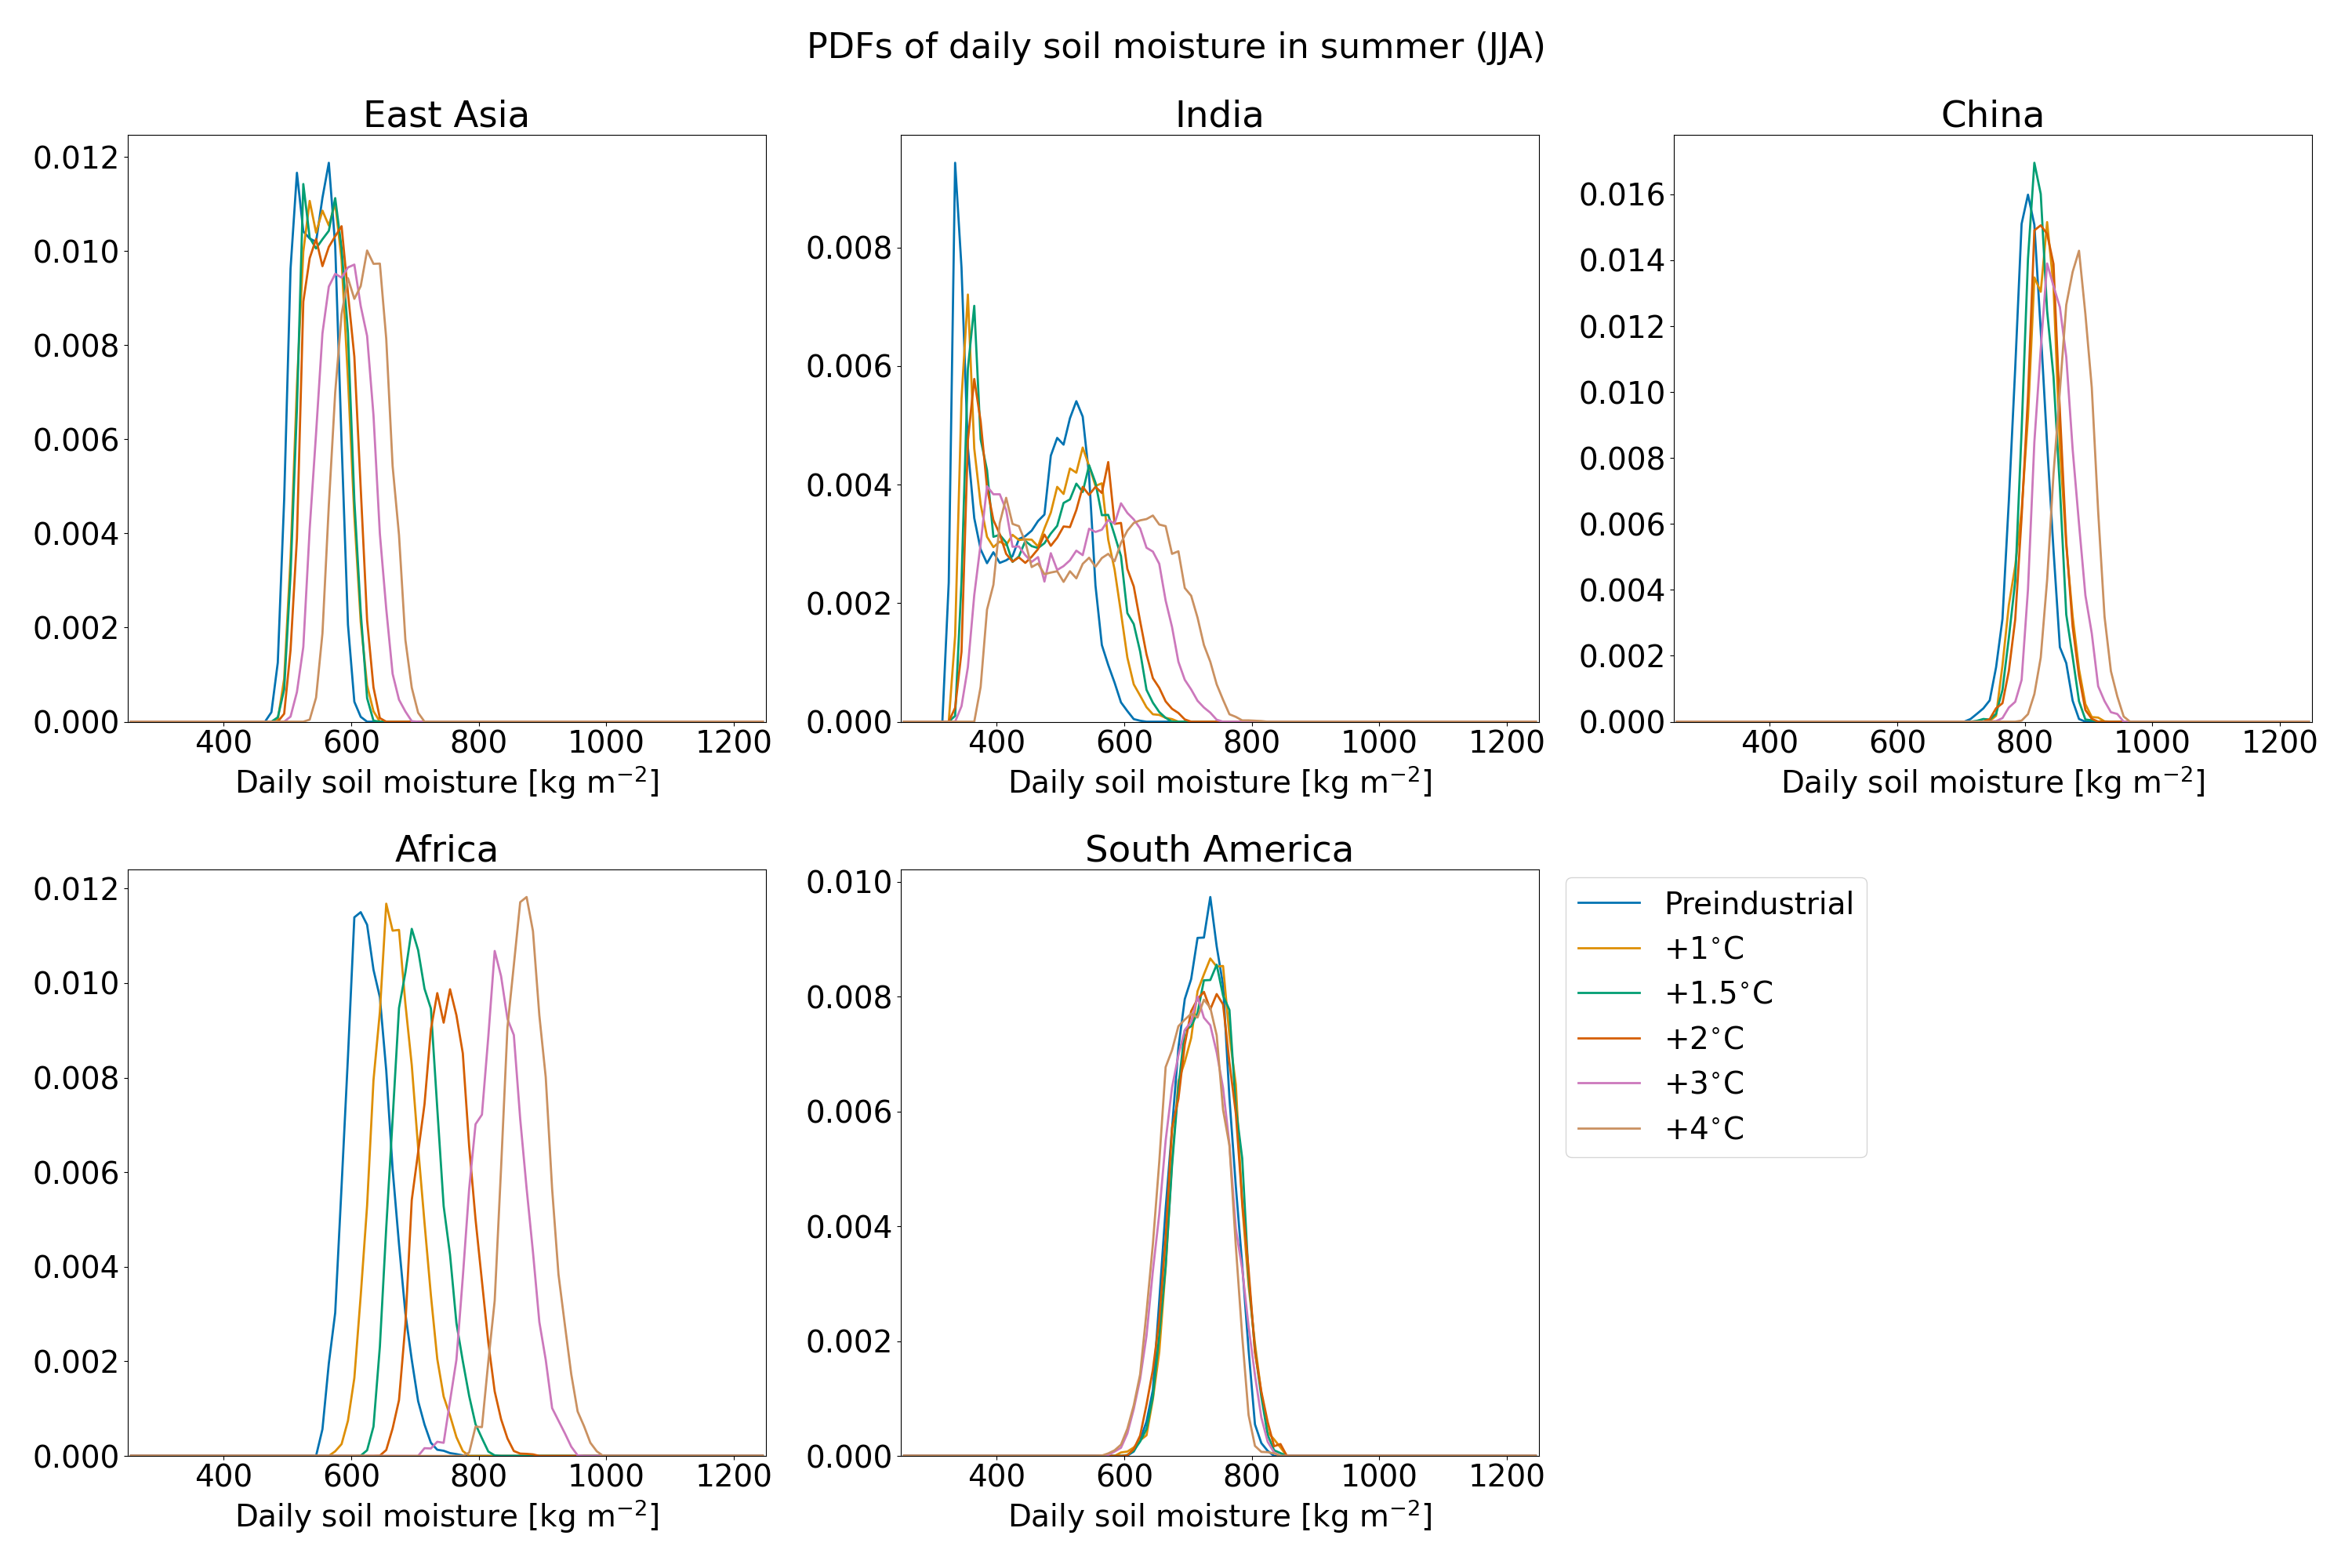 PDFs of daily soil moisture in summer (JJA)
East Asia
0.012
0.010
0.008
0.006
0.004
0.002
0.000
400 600 800 1000 1200
Daily soil moisture [kg m⁻²]
India
0.008
0.006
0.004
0.002
0.000
400 600 800 1000 1200
Daily soil moisture [kg m⁻²]
China
0.016
0.014
0.012
0.010
0.008
0.006
0.004
0.002
0.000
400 600 800 1000 1200
Daily soil moisture [kg m⁻²]
Africa
0.012
0.010
0.008
0.006
0.004
0.002
0.000
400 600 800 1000 1200
Daily soil moisture [kg m⁻²]
South America
0.010
0.008
0.006
0.004
0.002
0.000
400 600 800 1000 1200
Daily soil moisture [kg m⁻²]
Preindustrial
+1°C
+1.5°C
+2°C
+3°C
+4°C